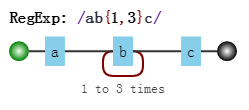 RegExp: /ab{1,3}c/
a b c
1 to 3 times